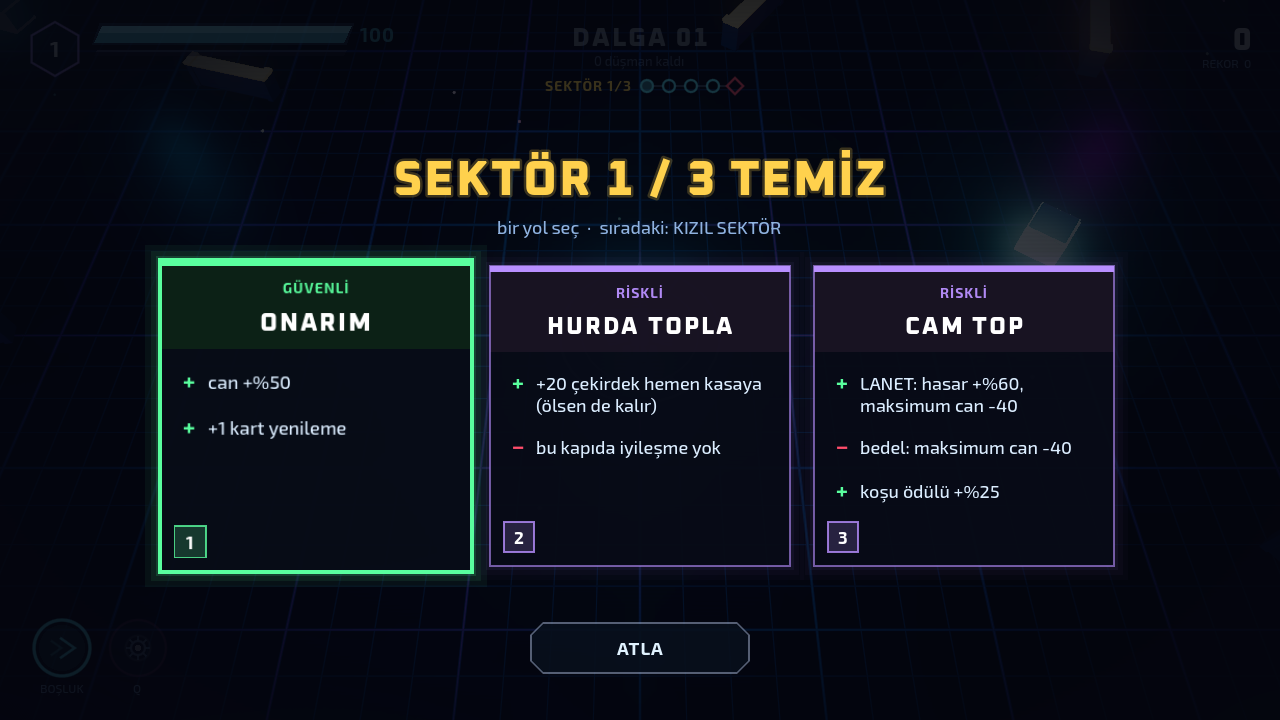 1
100
DALGA 01
0 düşman kaldı
0
REKOR 0
SEKTÖR 1/3
SEKTÖR 1 / 3 TEMİZ
bir yol seç · sıradaki: KIZIL SEKTÖR
GÜVENLİ
ONARIM
+ can +%50
+ +1 kart yenileme
1
RİSKLİ
HURDA TOPLA
+ +20 çekirdek hemen kasaya
(ölsen de kalır)
− bu kapıda iyileşme yok
2
RİSKLİ
CAM TOP
+ LANET: hasar +%60,
maksimum can -40
− bedel: maksimum can -40
+ koşu ödülü +%25
3
ATLA
BOŞLUK
Q